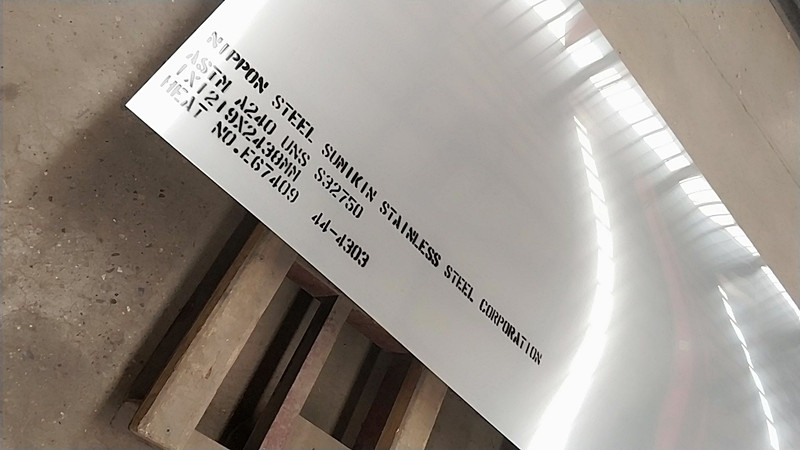 NIPPON STEEL SUMIKIN STAINLESS STEEL CORPORATION
ASTM A240 UNS S32750
1X1219X2438MM
HEAT NO.E67409 44-4303